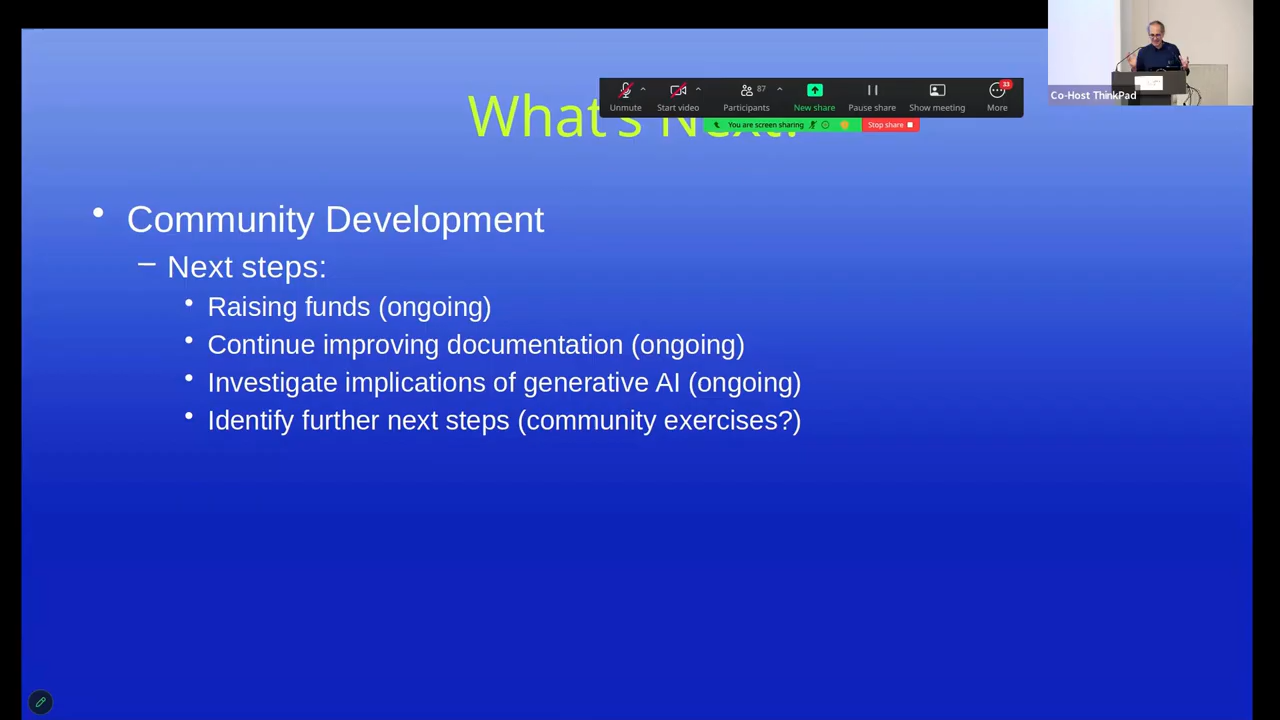 Co-Host ThinkPad
Unmute
Start video
87
Participants
New share
Pause share
Show meeting
33
More
You are screen sharing
Stop share
What's Next?
Community Development
– Next steps:
• Raising funds (ongoing)
• Continue improving documentation (ongoing)
• Investigate implications of generative AI (ongoing)
• Identify further next steps (community exercises?)